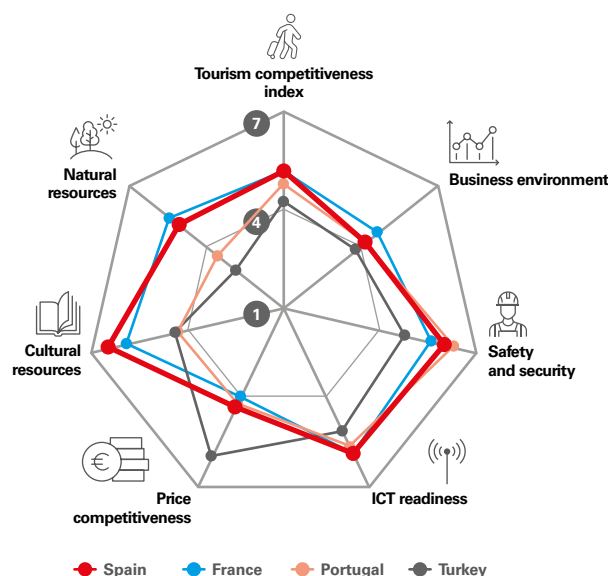 Tourism competitiveness
index
7
Natural
resources
Business environment
4
1
Cultural
resources
Safety
and security
€
Price
competitiveness
ICT readiness
Spain
France
Portugal
Turkey